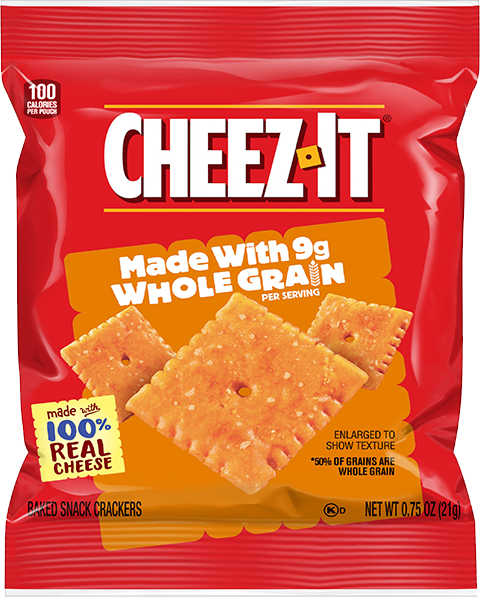 100
CALORIES
PER POUCH
CHEEZ-IT®
Made With 9g
WHOLE GRAIN
PER SERVING
made with
100%
REAL
CHEESE
ENLARGED TO
SHOW TEXTURE
*50% OF GRAINS ARE
WHOLE GRAIN
BAKED SNACK CRACKERS
K D
NET WT 0.75 OZ (21g)